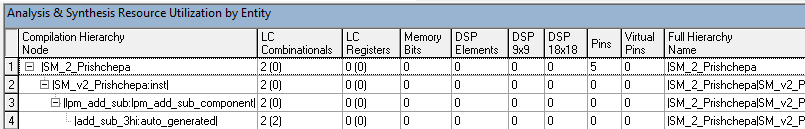 Analysis & Synthesis Resource Utilization by Entity
Compilation Hierarchy Node LC Combinationals LC Registers Memory Bits DSP Elements DSP 9x9 DSP 18x18 Pins Virtual Pins Full Hierarchy Name
1 |SM_2_Prishchepa 2 (0) 0 (0) 0 0 0 0 5 0 |SM_2_Prishchepa
2 |SM_v2_Prishchepa:inst| 2 (0) 0 (0) 0 0 0 0 0 0 |SM_2_Prishchepa|SM_v2_P
3 |lpm_add_sub:lpm_add_sub_component| 2 (0) 0 (0) 0 0 0 0 0 0 |SM_2_Prishchepa|SM_v2_P
4 |add_sub_3hi:auto_generated| 2 (2) 0 (0) 0 0 0 0 0 0 |SM_2_Prishchepa|SM_v2_P